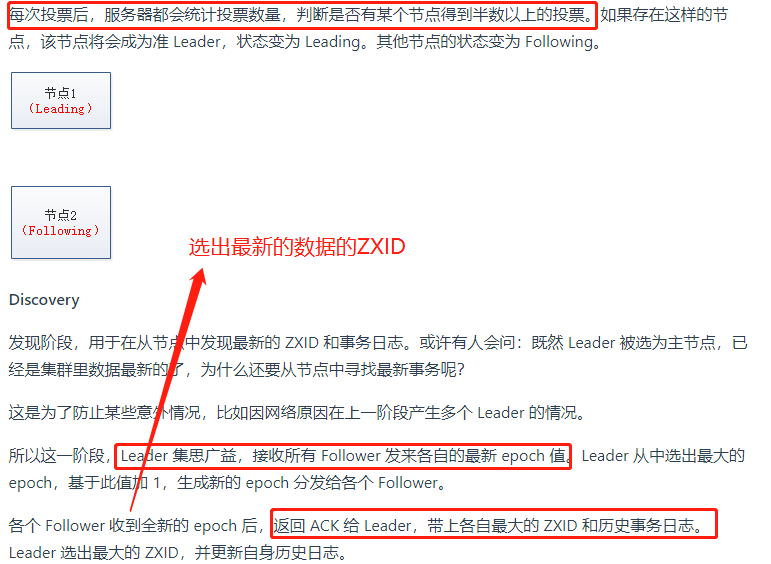 每次投票后，服务器都会统计投票数量，判断是否有某个节点得到半数以上的投票。如果存在这样的节
点，该节点将会成为准 Leader，状态变为 Leading。其他节点的状态变为 Following。
节点1
（Leading）
节点2
（Following）
选出最新的数据的ZXID
Discovery
发现阶段，用于在从节点中发现最新的 ZXID 和事务日志。或许有人会问：既然 Leader 被选为主节点，已
经是集群里数据最新的了，为什么还要从节点中寻找最新事务呢？
这是为了防止某些意外情况，比如因网络原因在上一阶段产生多个 Leader 的情况。
所以这一阶段，Leader 集思广益，接收所有 Follower 发来各自的最新 epoch 值。Leader 从中选出最大的
epoch，基于此值加 1，生成新的 epoch 分发给各个 Follower。
各个 Follower 收到全新的 epoch 后，返回 ACK 给 Leader，带上各自最大的 ZXID 和历史事务日志。
Leader 选出最大的 ZXID，并更新自身历史日志。